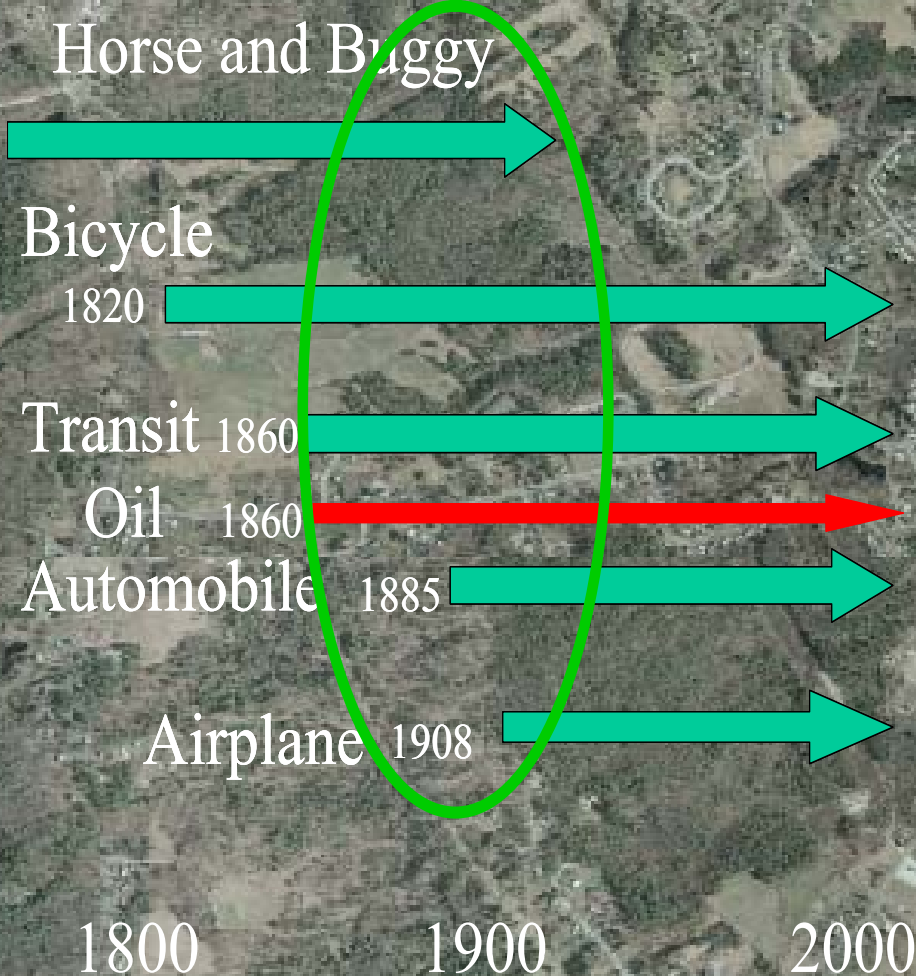 Horse and Buggy
Bicycle
1820
Transit 1860
Oil 1860
Automobile 1885
Airplane 1908
1800 1900 2000